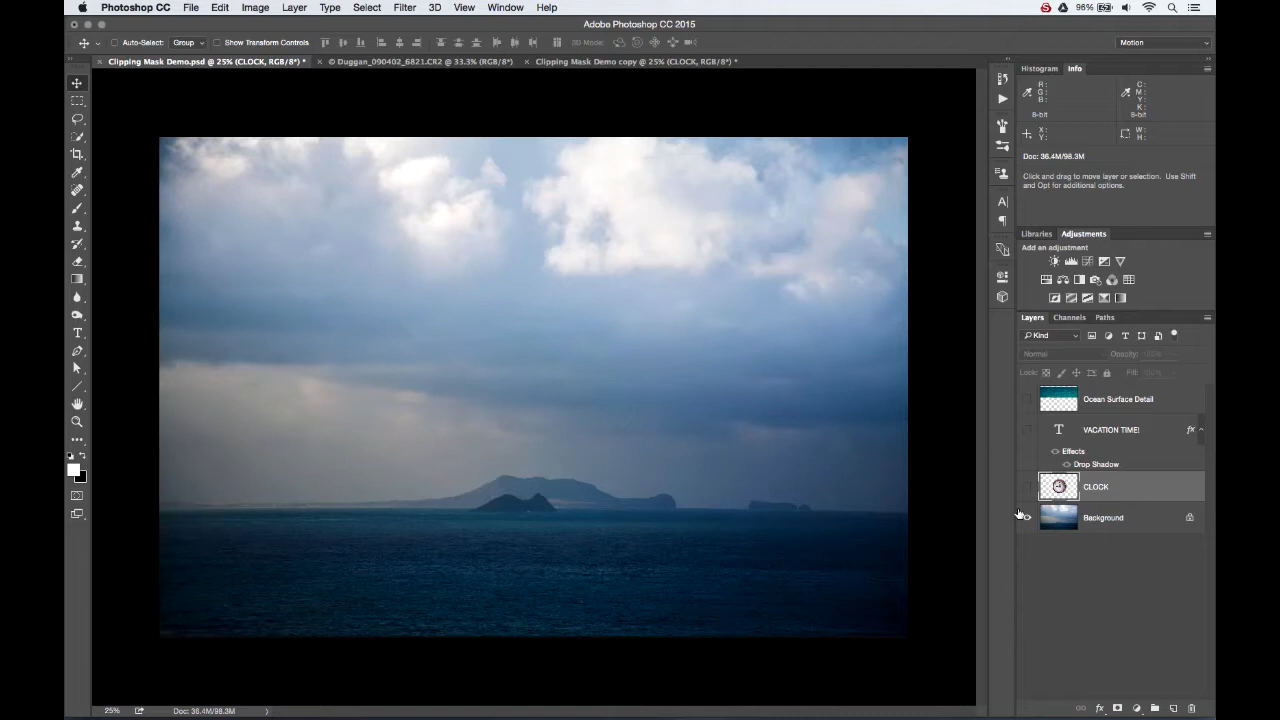 Photoshop CC File Edit Image Layer Type Select Filter 3D View Window Help 96%
Adobe Photoshop CC 2015
Auto-Select: Group Show Transform Controls 3D Mode: Motion
Clipping Mask Demo.psd @ 25% (CLOCK, RGB/8*) * © Duggan_090402_6821.CR2 @ 33.3% (RGB/8*) Clipping Mask Demo copy @ 25% (CLOCK, RGB/8*) *
Histogram Info
R: C:
G: M:
B: Y:
K:
8-bit 8-bit
X: W:
Y: H:
Doc: 36.4M/98.3M
Click and drag to move layer or selection. Use Shift
and Opt for additional options.
Libraries Adjustments
Add an adjustment
Layers Channels Paths
Kind
Normal Opacity: 100%
Lock: Fill: 100%
Ocean Surface Detail
T VACATION TIME! fx
Effects
Drop Shadow
CLOCK
Background
25% Doc: 36.4M/98.3M